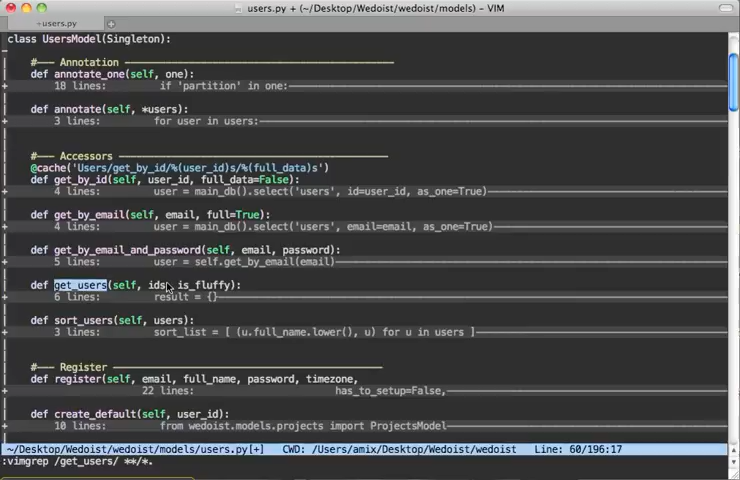 users.py + (~/Desktop/Wedoist/wedoist/models) – VIM
+users.py
class UsersModel(Singleton):
#--- Annotation
def annotate_one(self, one):
+ 18 lines: if 'partition' in one:
def annotate(self, *users):
+ 3 lines: for user in users:
#--- Accessors
@cache('Users/get_by_id/%(user_id)s/%(full_data)s')
def get_by_id(self, user_id, full_data=False):
+ 4 lines: user = main_db().select('users', id=user_id, as_one=True)
def get_by_email(self, email, full=True):
+ 4 lines: user = main_db().select('users', email=email, as_one=True)
def get_by_email_and_password(self, email, password):
+ 5 lines: user = self.get_by_email(email)
def get_users(self, ids, is_fluffy):
+ 6 lines: result = {}
def sort_users(self, users):
+ 3 lines: sort_list = [ (u.full_name.lower(), u) for u in users ]
#--- Register
def register(self, email, full_name, password, timezone,
+ 22 lines: has_to_setup=False,
def create_default(self, user_id):
+ 10 lines: from wedoist.models.projects import ProjectsModel
~/Desktop/Wedoist/wedoist/models/users.py[+] CWD: /Users/amix/Desktop/Wedoist/wedoist Line: 60/196:17
:vimgrep /get_users/ **/*.